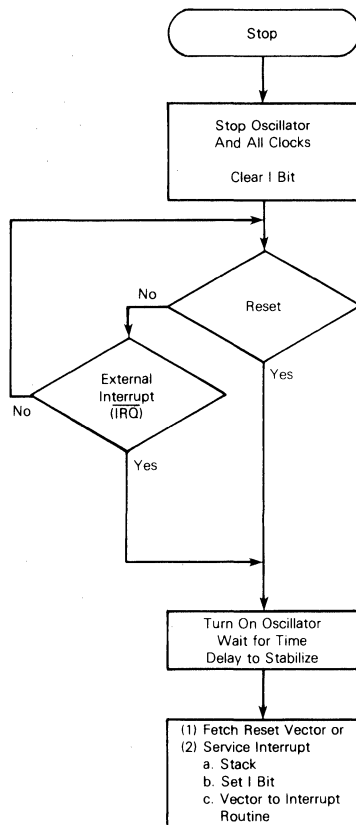 Stop
Stop Oscillator
And All Clocks
Clear I Bit
Reset
No
Yes
External
Interrupt
(IRQ)
No
Yes
Turn On Oscillator
Wait for Time
Delay to Stabilize
(1) Fetch Reset Vector or
(2) Service Interrupt
a. Stack
b. Set I Bit
c. Vector to Interrupt
Routine